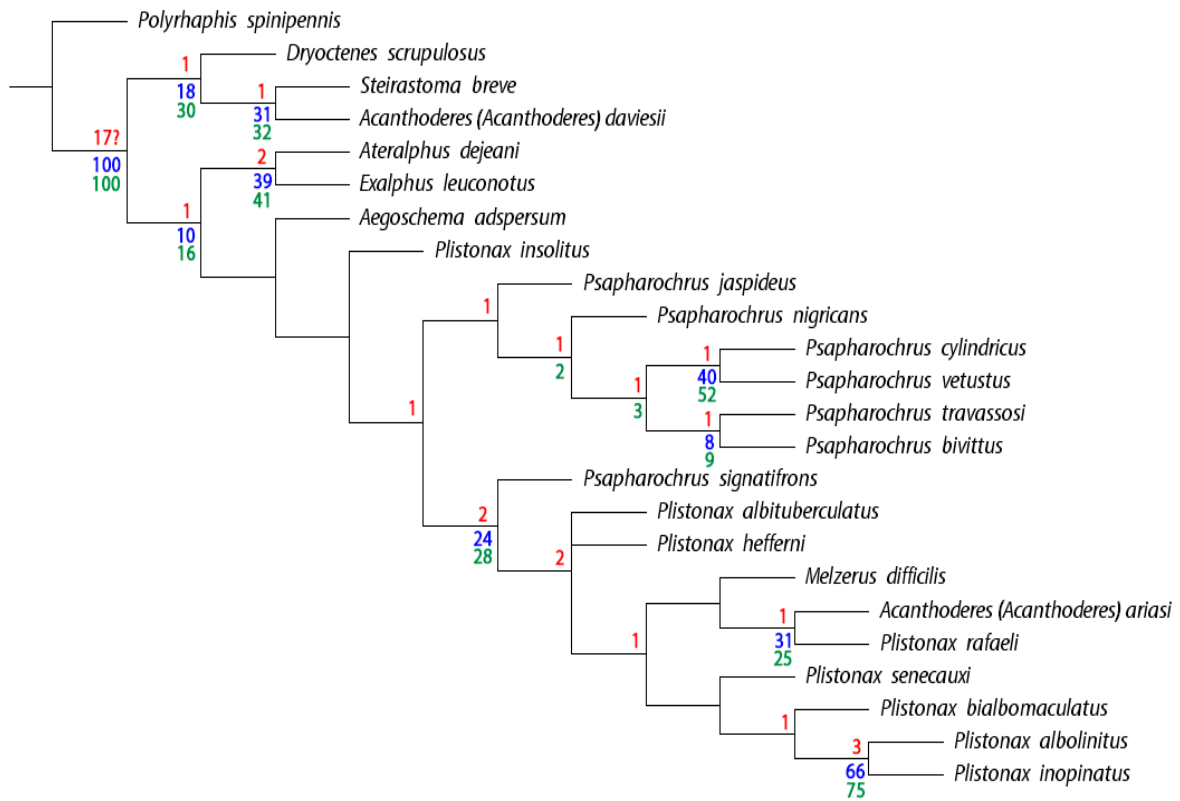 Polyrhaphis spinipennis
Dryoctenes scrupulosus
1
Steirastoma breve
18
1
30
31
Acanthoderes (Acanthoderes) daviesii
32
17?
Ateralphus dejeani
2
100
39
Exalphus leuconotus
100
41
1
Aegoschema adspersum
10
16
Plistonax insolitus
Psapharochrus jaspideus
1
Psapharochrus nigricans
1
2
Psapharochrus cylindricus
1
40
Psapharochrus vetustus
1
52
3
1
Psapharochrus travassosi
1
8
Psapharochrus bivittus
9
Psapharochrus signatifrons
2
Plistonax albituberculatus
24
28
Plistonax hefferni
2
Melzerus difficilis
Acanthoderes (Acanthoderes) ariasi
1
1
31
Plistonax rafaeli
25
Plistonax senecauxi
Plistonax bialbomaculatus
1
Plistonax albolinitus
3
66
Plistonax inopinatus
75